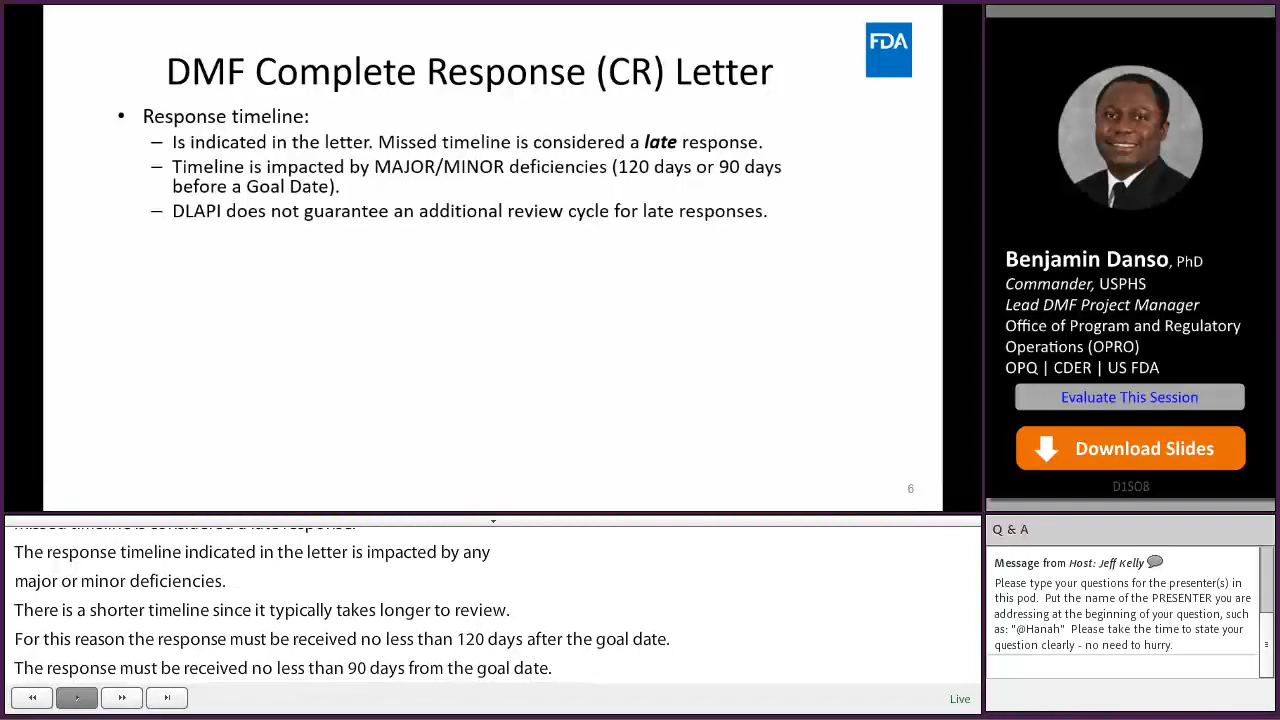 FDA
DMF Complete Response (CR) Letter
• Response timeline:
– Is indicated in the letter. Missed timeline is considered a late response.
– Timeline is impacted by MAJOR/MINOR deficiencies (120 days or 90 days
before a Goal Date).
– DLAPI does not guarantee an additional review cycle for late responses.
6
Benjamin Danso, PhD
Commander, USPHS
Lead DMF Project Manager
Office of Program and Regulatory
Operations (OPRO)
OPQ | CDER | US FDA
Evaluate This Session
Download Slides
D1S08
Missed timeline is considered a late response.
The response timeline indicated in the letter is impacted by any
major or minor deficiencies.
There is a shorter timeline since it typically takes longer to review.
For this reason the response must be received no less than 120 days after the goal date.
The response must be received no less than 90 days from the goal date.
Live
Q & A
Message from Host: Jeff Kelly
Please type your questions for the presenter(s) in
this pod. Put the name of the PRESENTER you are
addressing at the beginning of your question, such
as: "@Hanah" Please take the time to state your
question clearly - no need to hurry.